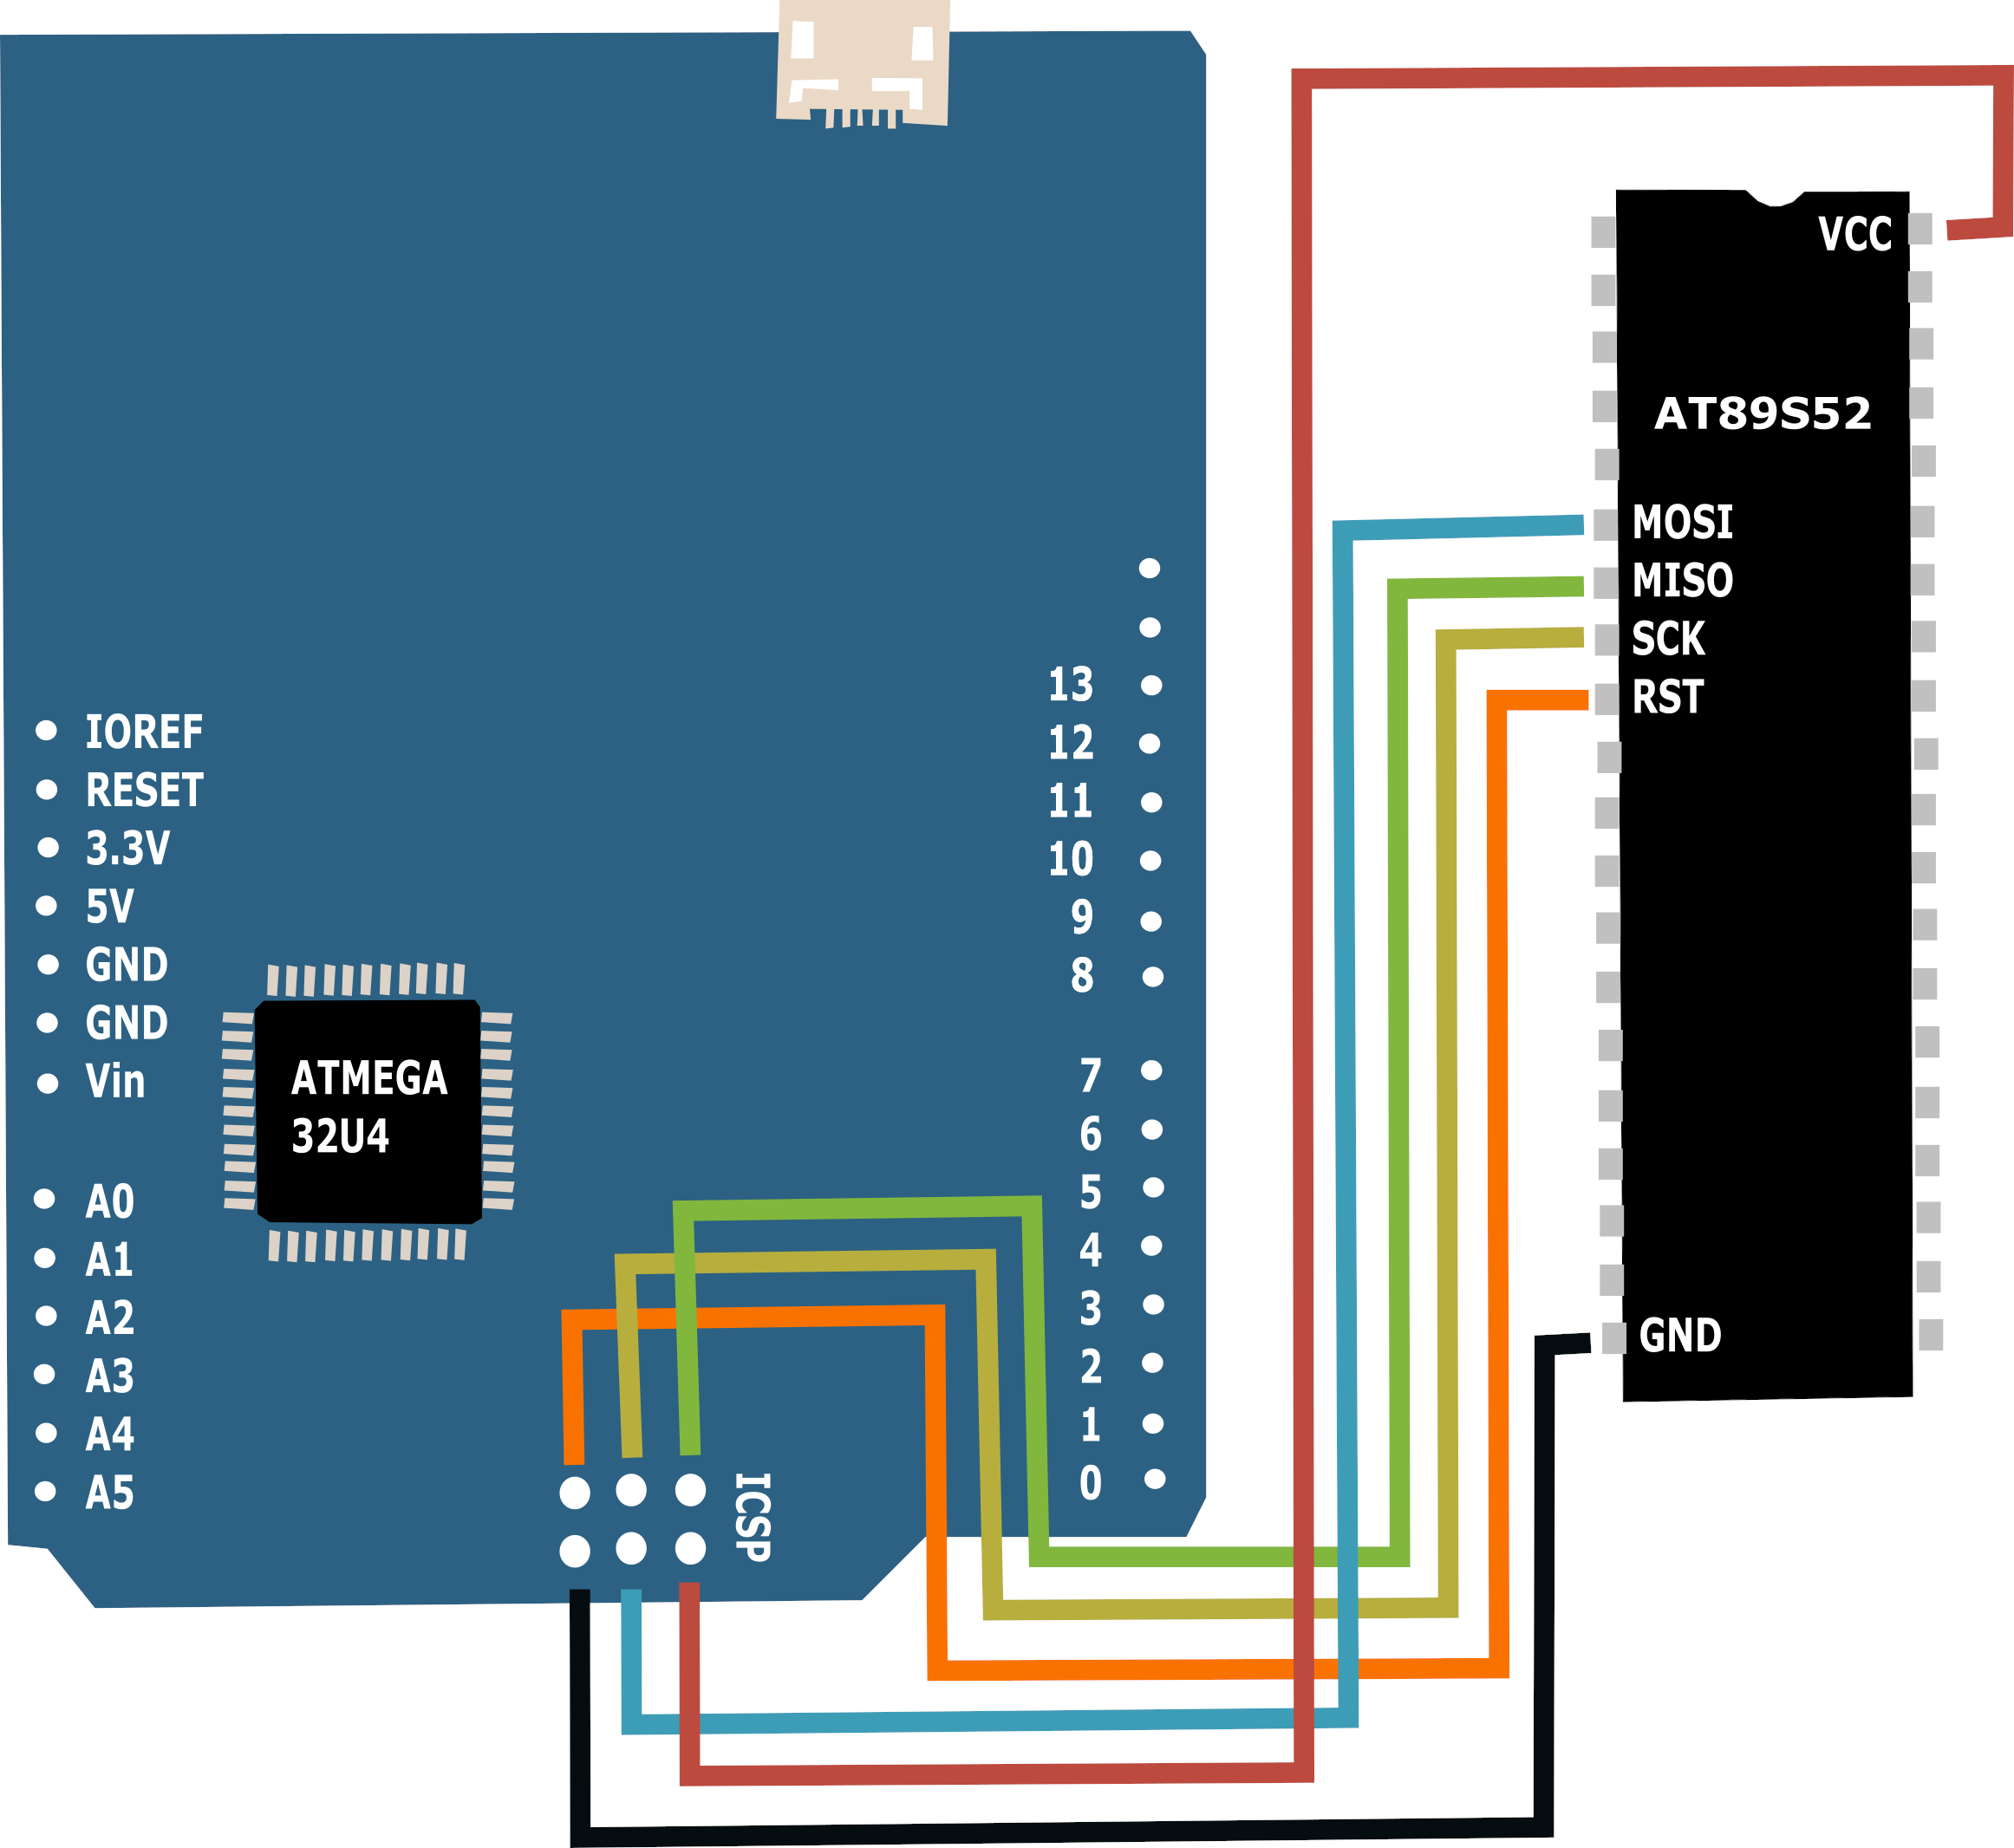 IOREF
RESET
3.3V
5V
GND
GND
Vin
A0
A1
A2
A3
A4
A5
ATMEGA
32U4
13
12
11
10
9
8
7
6
5
4
3
2
1
0
ICSP
VCC
AT89S52
MOSI
MISO
SCK
RST
GND